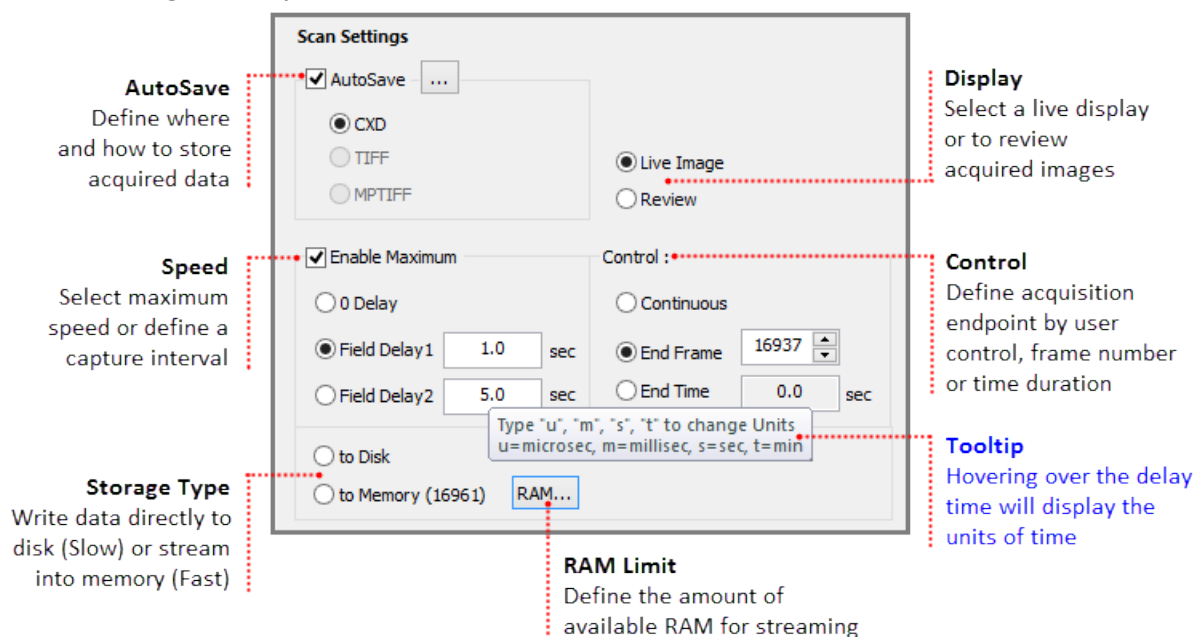 Scan Settings
AutoSave ...
CXD
TIFF
MPTIFF
Live Image
Review
Enable Maximum
0 Delay
Field Delay1 1.0 sec
Field Delay2 5.0 sec
Control :
Continuous
End Frame 16937
End Time 0.0 sec
Type "u", "m", "s", "t" to change Units
u=microsec, m=millisec, s=sec, t=min
to Disk
to Memory (16961) RAM...
AutoSave
Define where
and how to store
acquired data
Speed
Select maximum
speed or define a
capture interval
Storage Type
Write data directly to
disk (Slow) or stream
into memory (Fast)
Display
Select a live display
or to review
acquired images
Control
Define acquisition
endpoint by user
control, frame number
or time duration
Tooltip
Hovering over the delay
time will display the
units of time
RAM Limit
Define the amount of
available RAM for streaming